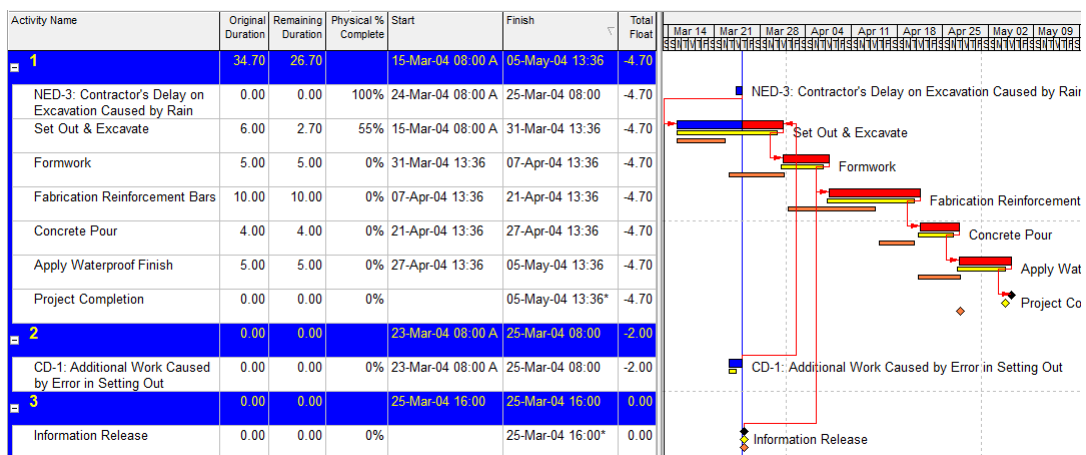 Activity Name Original Duration Remaining Duration Physical % Complete Start Finish Total Float
Mar 14 Mar 21 Mar 28 Apr 04 Apr 11 Apr 18 Apr 25 May 02 May 09
1 34.70 26.70 15-Mar-04 08:00 A 05-May-04 13:36 -4.70
NED-3: Contractor's Delay on Excavation Caused by Rain 0.00 0.00 100% 24-Mar-04 08:00 A 25-Mar-04 08:00 -4.70 NED-3: Contractor's Delay on Excavation Caused by Rain
Set Out & Excavate 6.00 2.70 55% 15-Mar-04 08:00 A 31-Mar-04 13:36 -4.70 Set Out & Excavate
Formwork 5.00 5.00 0% 31-Mar-04 13:36 07-Apr-04 13:36 -4.70 Formwork
Fabrication Reinforcement Bars 10.00 10.00 0% 07-Apr-04 13:36 21-Apr-04 13:36 -4.70 Fabrication Reinforcement
Concrete Pour 4.00 4.00 0% 21-Apr-04 13:36 27-Apr-04 13:36 -4.70 Concrete Pour
Apply Waterproof Finish 5.00 5.00 0% 27-Apr-04 13:36 05-May-04 13:36 -4.70 Apply Wat
Project Completion 0.00 0.00 0% 05-May-04 13:36* -4.70 Project Co
2 0.00 0.00 23-Mar-04 08:00 A 25-Mar-04 08:00 -2.00
CD-1: Additional Work Caused by Error in Setting Out 0.00 0.00 0% 23-Mar-04 08:00 A 25-Mar-04 08:00 -2.00 CD-1: Additional Work Caused by Error in Setting Out
3 0.00 0.00 25-Mar-04 16:00 25-Mar-04 16:00 0.00
Information Release 0.00 0.00 0% 25-Mar-04 16:00* 0.00 Information Release